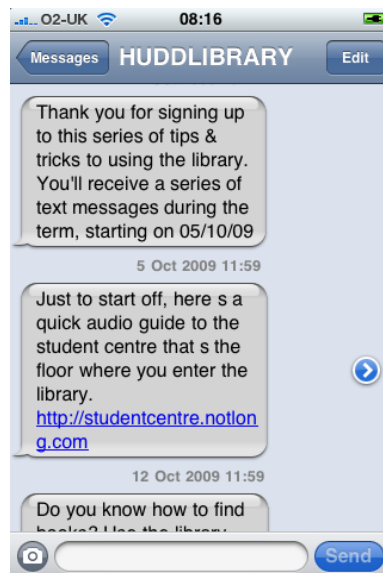 O2-UK 08:16
Messages HUDDLIBRARY Edit
Thank you for signing up
to this series of tips &
tricks to using the library.
You'll receive a series of
text messages during the
term, starting on 05/10/09
5 Oct 2009 11:59
Just to start off, here s a
quick audio guide to the
student centre that s the
floor where you enter the
library.
http://studentcentre.notlon
g.com
12 Oct 2009 11:59
Do you know how to find
books? Use the library
Send